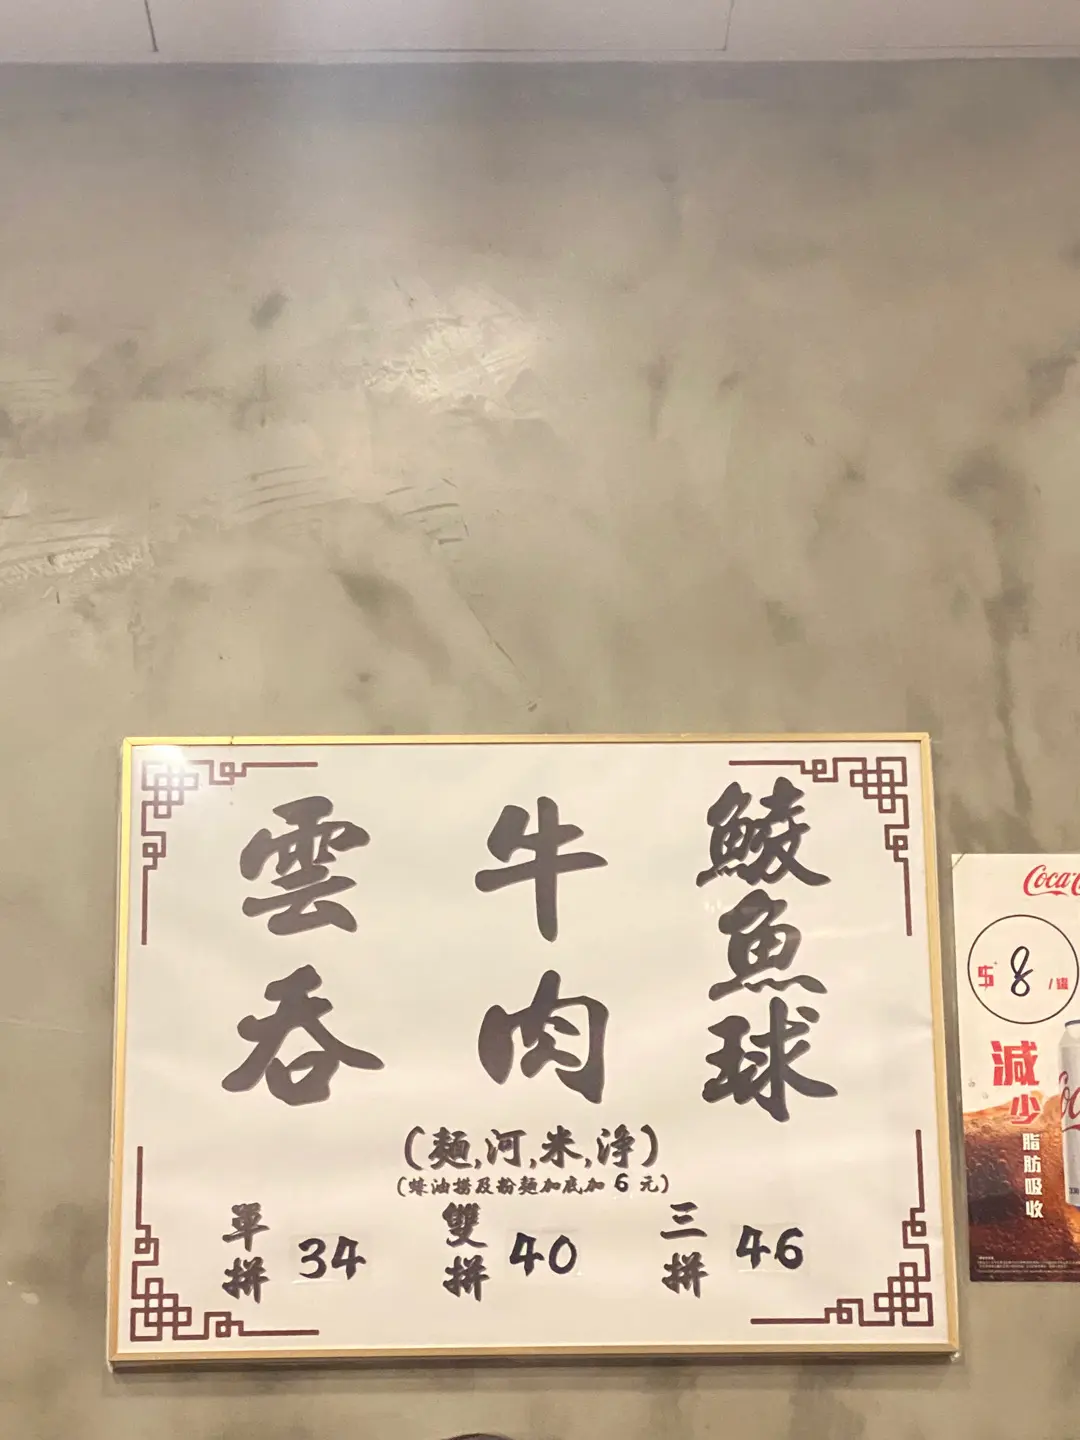 雲吞
牛肉
鯪魚球
(麵,河,米,淨)
(蠔油撈及粉麵加底加 6 元)
單拼 34
雙拼 40
三拼 46
$ 8 /罐
減少
脂肪吸收